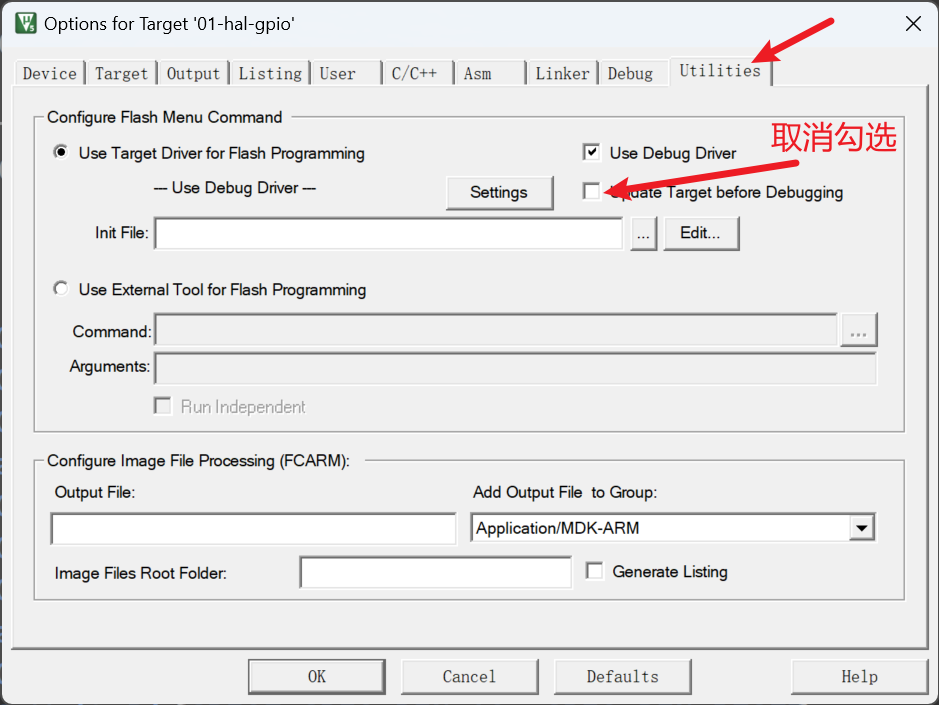 Options for Target '01-hal-gpio'
Device Target Output Listing User C/C++ Asm Linker Debug Utilities
Configure Flash Menu Command
取消勾选
Use Target Driver for Flash Programming
Use Debug Driver
--- Use Debug Driver ---
Settings
Update Target before Debugging
Init File:
...
Edit...
Use External Tool for Flash Programming
Command:
...
Arguments:
Run Independent
Configure Image File Processing (FCARM):
Output File:
Add Output File to Group:
Application/MDK-ARM
Image Files Root Folder:
Generate Listing
OK Cancel Defaults Help